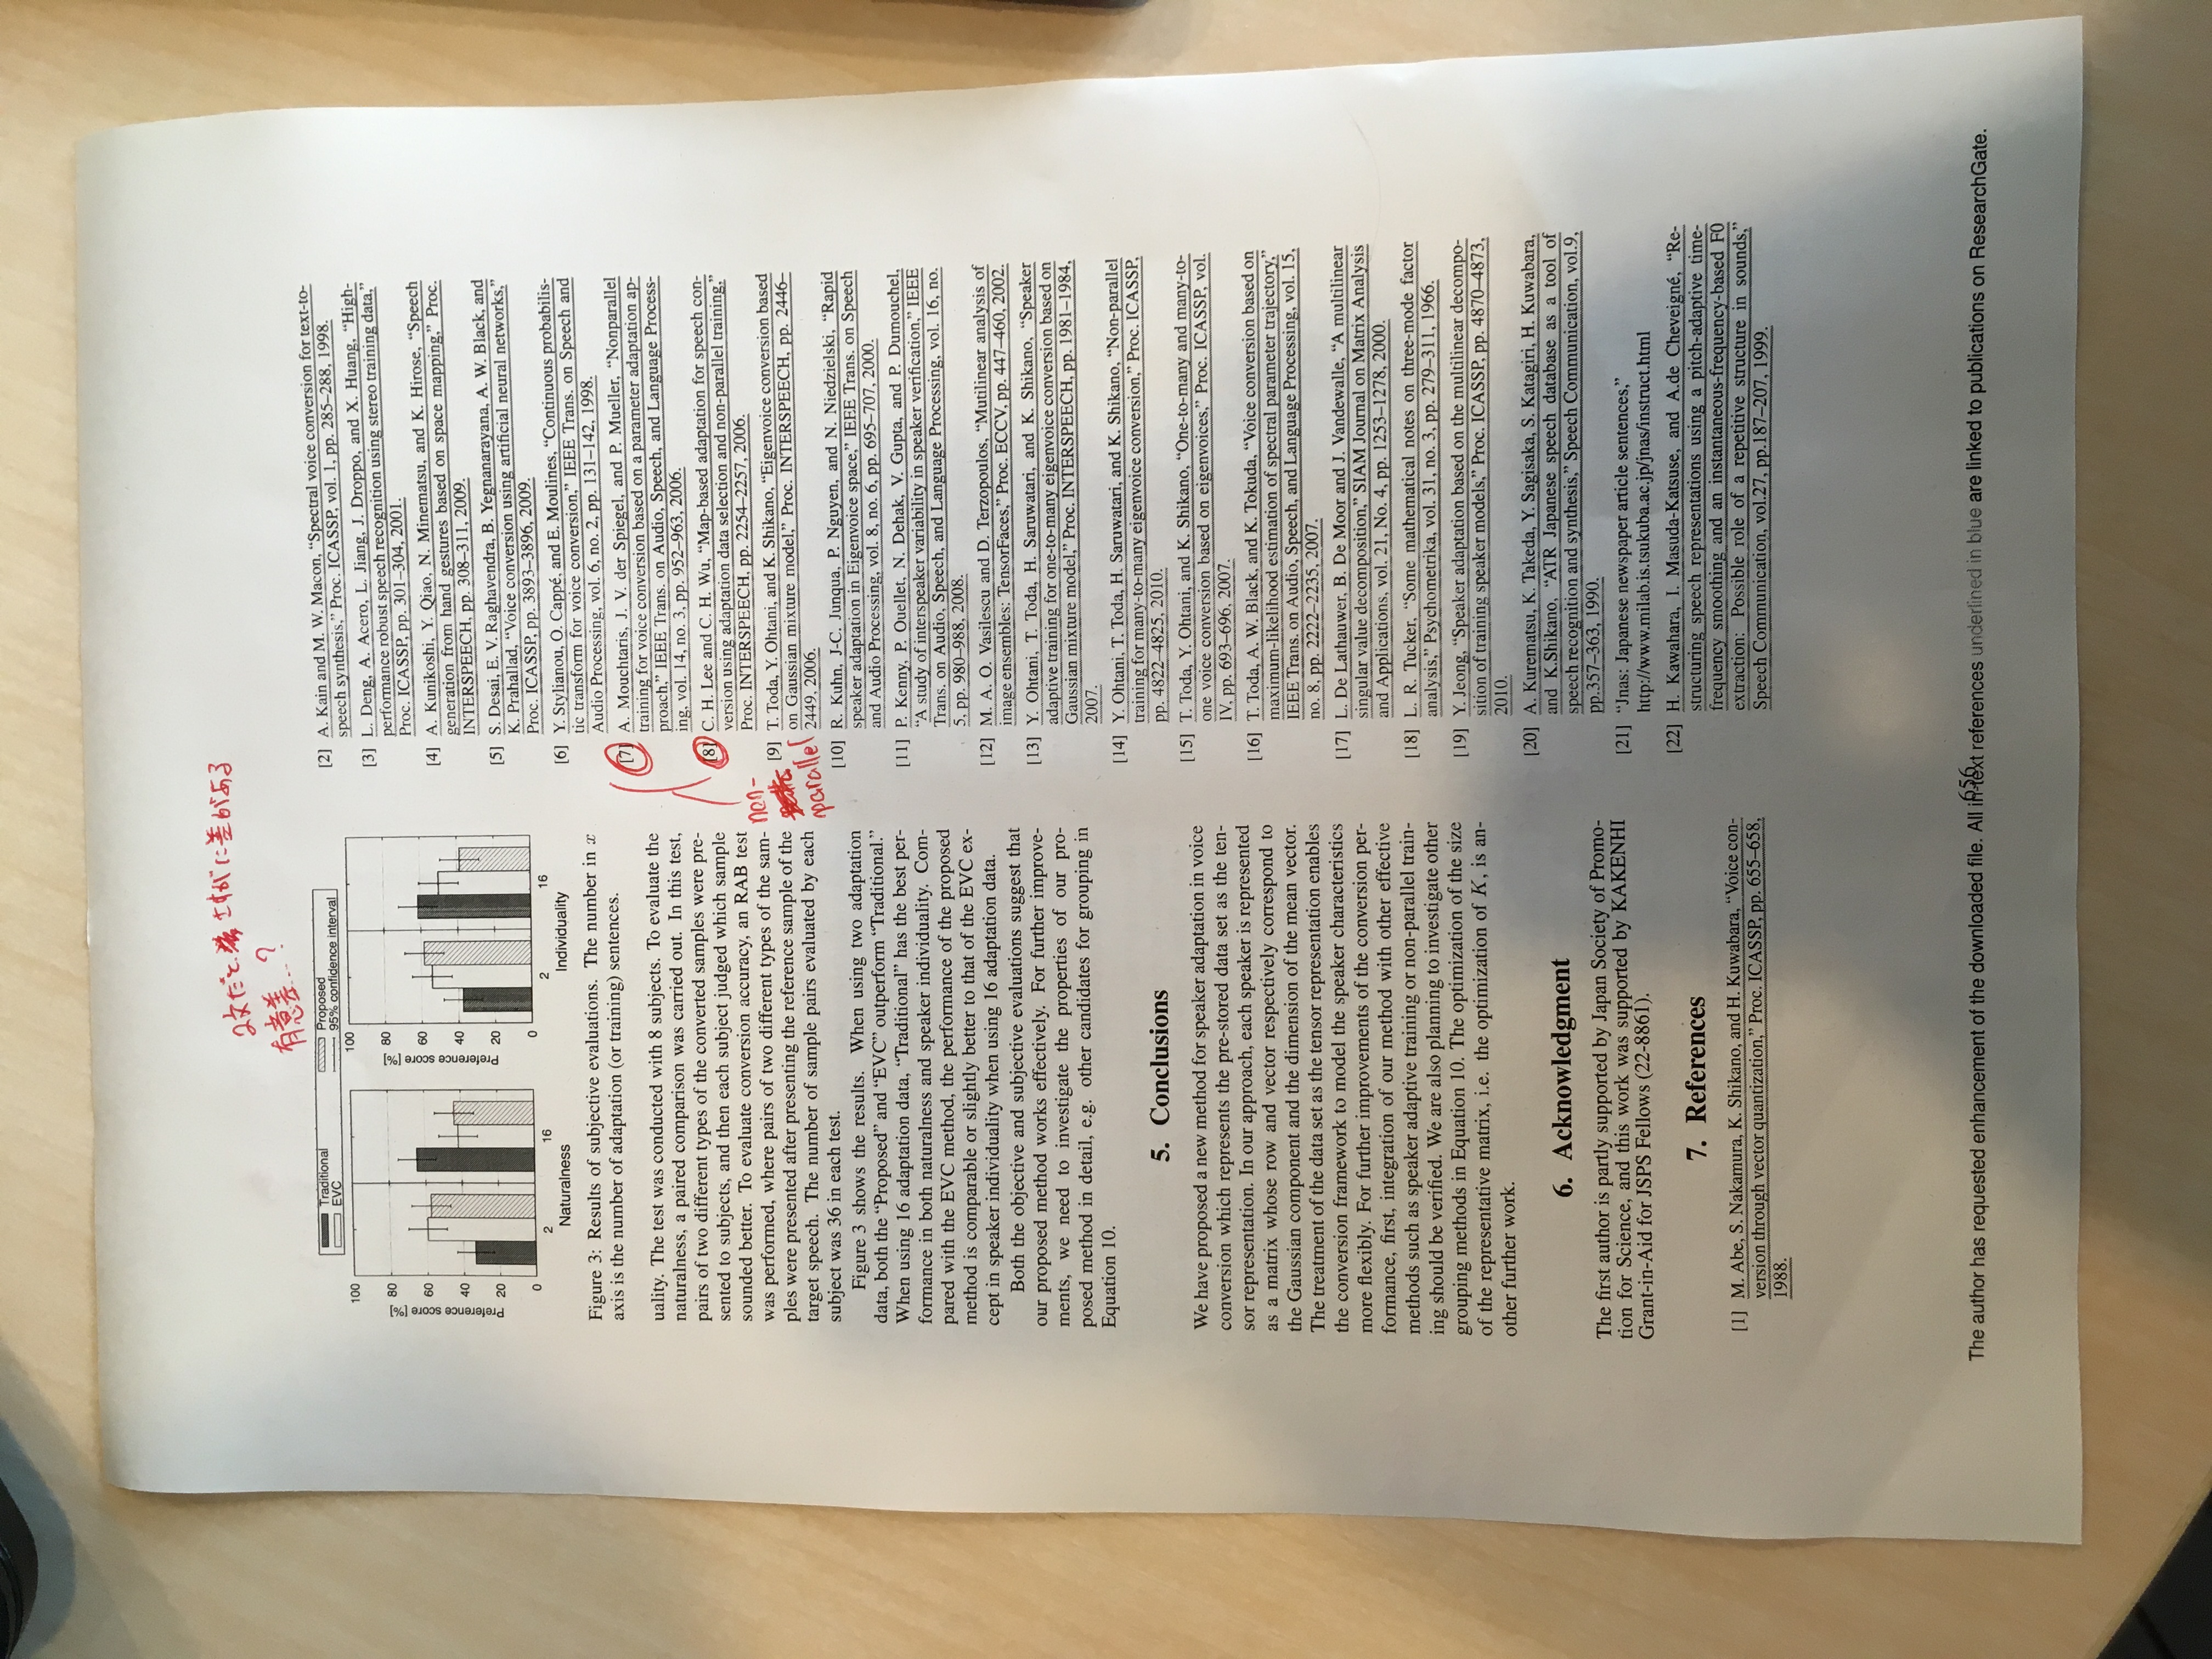 2文だとさすがに差がある
有意差…?
Traditional
EVC
Proposed
95% confidence interval
Preference score [%]
100
80
60
40
20
0
2
16
Naturalness
Preference score [%]
100
80
60
40
20
0
2
16
Individuality
Figure 3: Results of subjective evaluations. The number in x
axis is the number of adaptation (or training) sentences.
uality. The test was conducted with 8 subjects. To evaluate the
naturalness, a paired comparison was carried out. In this test,
pairs of two different types of the converted samples were pre-
sented to subjects, and then each subject judged which sample
sounded better. To evaluate conversion accuracy, an RAB test
was performed, where pairs of two different types of the sam-
ples were presented after presenting the reference sample of the
target speech. The number of sample pairs evaluated by each
subject was 36 in each test.
Figure 3 shows the results. When using two adaptation
data, both the “Proposed” and “EVC” outperform “Traditional.”
When using 16 adaptation data, “Traditional” has the best per-
formance in both naturalness and speaker individuality. Com-
pared with the EVC method, the performance of the proposed
method is comparable or slightly better to that of the EVC ex-
cept in speaker individuality when using 16 adaptation data.
Both the objective and subjective evaluations suggest that
our proposed method works effectively. For further improve-
ments, we need to investigate the properties of our pro-
posed method in detail, e.g. other candidates for grouping in
Equation 10.
5. Conclusions
We have proposed a new method for speaker adaptation in voice
conversion which represents the pre-stored data set as the ten-
sor representation. In our approach, each speaker is represented
as a matrix whose row and vector respectively correspond to
the Gaussian component and the dimension of the mean vector.
The treatment of the data set as the tensor representation enables
the conversion framework to model the speaker characteristics
more flexibly. For further improvements of the conversion per-
formance, first, integration of our method with other effective
methods such as speaker adaptive training or non-parallel train-
ing should be verified. We are also planning to investigate other
grouping methods in Equation 10. The optimization of the size
of the representative matrix, i.e. the optimization of K, is an-
other further work.
6. Acknowledgment
The first author is partly supported by Japan Society of Promo-
tion for Science, and this work was supported by KAKENHI
Grant-in-Aid for JSPS Fellows (22-8861).
7. References
[1] M. Abe, S. Nakamura, K. Shikano, and H. Kuwabara, “Voice con-
version through vector quantization,” Proc. ICASSP, pp. 655–658,
1988.
[2] A. Kain and M. W. Macon, “Spectral voice conversion for text-to-
speech synthesis,” Proc. ICASSP, vol. 1, pp. 285–288, 1998.
[3] L. Deng, A. Acero, L. Jiang, J. Droppo, and X. Huang, “High-
performance robust speech recognition using stereo training data,”
Proc. ICASSP, pp. 301–304, 2001.
[4] A. Kunikoshi, Y. Qiao, N. Minematsu, and K. Hirose, “Speech
generation from hand gestures based on space mapping,” Proc.
INTERSPEECH, pp. 308–311, 2009.
[5] S. Desai, E. V. Raghavendra, B. Yegnanarayana, A. W. Black, and
K. Prahallad, “Voice conversion using artificial neural networks,”
Proc. ICASSP, pp. 3893–3896, 2009.
[6] Y. Stylianou, O. Cappé, and E. Moulines, “Continuous probabilis-
tic transform for voice conversion,” IEEE Trans. on Speech and
Audio Processing, vol. 6, no. 2, pp. 131–142, 1998.
[7] A. Mouchtaris, J. V. der Spiegel, and P. Mueller, “Nonparallel
training for voice conversion based on a parameter adaptation ap-
proach,” IEEE Trans. on Audio, Speech, and Language Process-
ing, vol. 14, no. 3, pp. 952–963, 2006.
[8] C. H. Lee and C. H. Wu, “Map-based adaptation for speech con-
version using adaptation data selection and non-parallel training,”
Proc. INTERSPEECH, pp. 2254–2257, 2006.
non-
parallel
[9] T. Toda, Y. Ohtani, and K. Shikano, “Eigenvoice conversion based
on Gaussian mixture model,” Proc. INTERSPEECH, pp. 2446–
2449, 2006.
[10] R. Kuhn, J-C. Junqua, P. Nguyen, and N. Niedzielski, “Rapid
speaker adaptation in Eigenvoice space,” IEEE Trans. on Speech
and Audio Processing, vol. 8, no. 6, pp. 695–707, 2000.
[11] P. Kenny, P. Ouellet, N. Dehak, V. Gupta, and P. Dumouchel,
“A study of interspeaker variability in speaker verification,” IEEE
Trans. on Audio, Speech, and Language Processing, vol. 16, no.
5, pp. 980–988, 2008.
[12] M. A. O. Vasilescu and D. Terzopoulos, “Mutilinear analysis of
image ensembles: TensorFaces,” Proc. ECCV, pp. 447–460, 2002.
[13] Y. Ohtani, T. Toda, H. Saruwatari, and K. Shikano, “Speaker
adaptive training for one-to-many eigenvoice conversion based on
Gaussian mixture model,” Proc. INTERSPEECH, pp. 1981–1984,
2007.
[14] Y. Ohtani, T. Toda, H. Saruwatari, and K. Shikano, “Non-parallel
training for many-to-many eigenvoice conversion,” Proc. ICASSP,
pp. 4822–4825, 2010.
[15] T. Toda, Y. Ohtani, and K. Shikano, “One-to-many and many-to-
one voice conversion based on eigenvoices,” Proc. ICASSP, vol.
IV, pp. 693–696, 2007.
[16] T. Toda, A. W. Black, and K. Tokuda, “Voice conversion based on
maximum-likelihood estimation of spectral parameter trajectory,”
IEEE Trans. on Audio, Speech, and Language Processing, vol. 15,
no. 8, pp. 2222–2235, 2007.
[17] L. De Lathauwer, B. De Moor and J. Vandewalle, “A multilinear
singular value decomposition,” SIAM Journal on Matrix Analysis
and Applications, vol. 21, No. 4, pp. 1253–1278, 2000.
[18] L. R. Tucker, “Some mathematical notes on three-mode factor
analysis,” Psychometrika, vol. 31, no. 3, pp. 279–311, 1966.
[19] Y. Jeong, “Speaker adaptation based on the multilinear decompo-
sition of training speaker models,” Proc. ICASSP, pp. 4870–4873,
2010.
[20] A. Kurematsu, K. Takeda, Y. Sagisaka, S. Katagiri, H. Kuwabara,
and K.Shikano, “ATR Japanese speech database as a tool of
speech recognition and synthesis,” Speech Communication, vol.9,
pp.357–363, 1990.
[21] “Jnas: Japanese newspaper article sentences,”
http://www.milab.is.tsukuba.ac.jp/jnas/instruct.html
[22] H. Kawahara, I. Masuda-Katsuse, and A.de Cheveigné, “Re-
structuring speech representations using a pitch-adaptive time-
frequency smoothing and an instantaneous-frequency-based F0
extraction: Possible role of a repetitive structure in sounds,”
Speech Communication, vol.27, pp.187–207, 1999.
656
The author has requested enhancement of the downloaded file. All in-text references underlined in blue are linked to publications on ResearchGate.